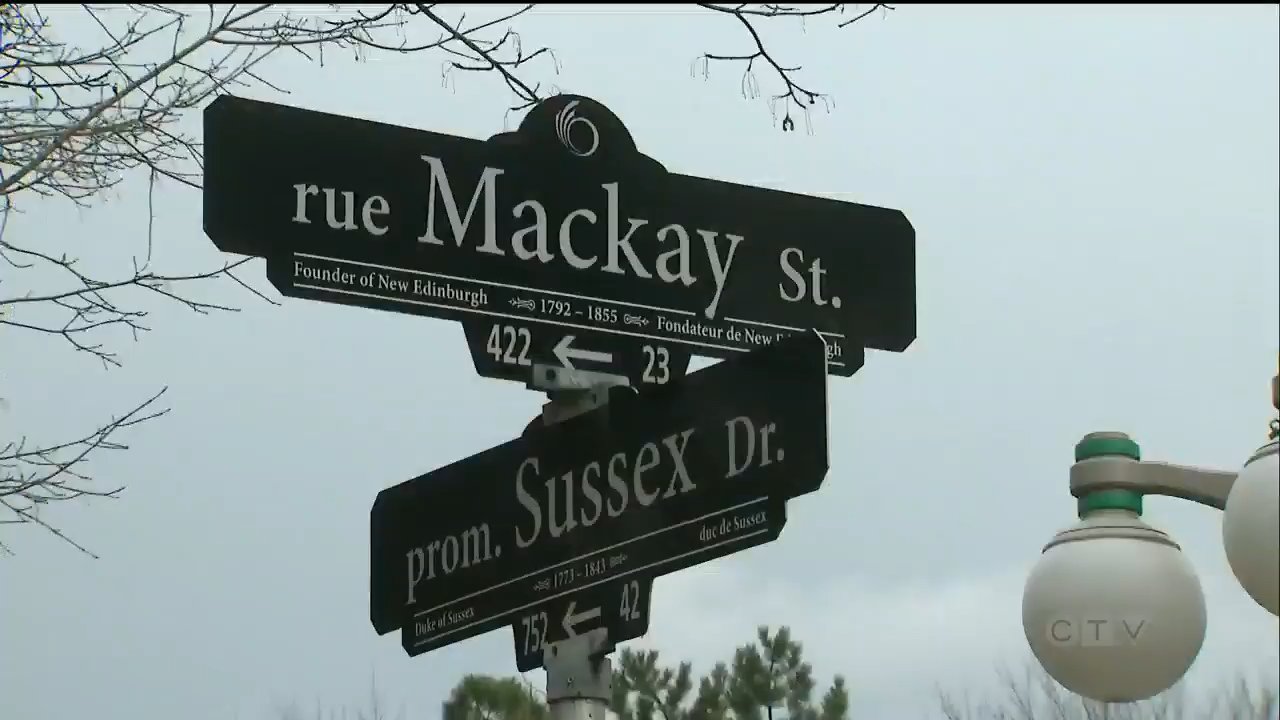 rue Mackay St.
Founder of New Edinburgh 1792 – 1855 Fondateur de New
422 23
prom. Sussex Dr.
Duke of Sussex 1773 – 1843 duc de Sussex
752 42
CTV